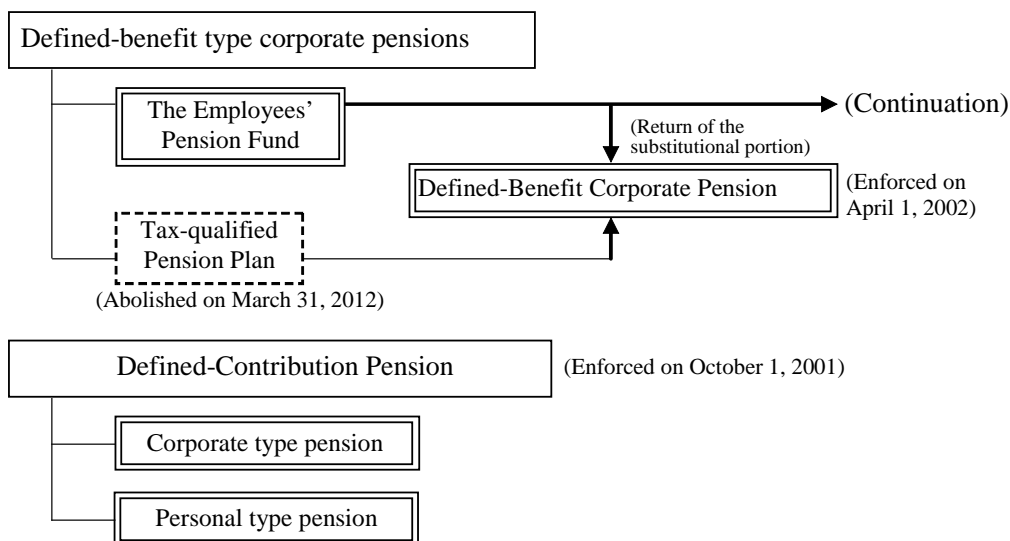 Defined-benefit type corporate pensions
The Employees’
Pension Fund
(Continuation)
(Return of the
substitutional portion)
Defined-Benefit Corporate Pension
(Enforced on
April 1, 2002)
Tax-qualified
Pension Plan
(Abolished on March 31, 2012)
Defined-Contribution Pension
(Enforced on October 1, 2001)
Corporate type pension
Personal type pension